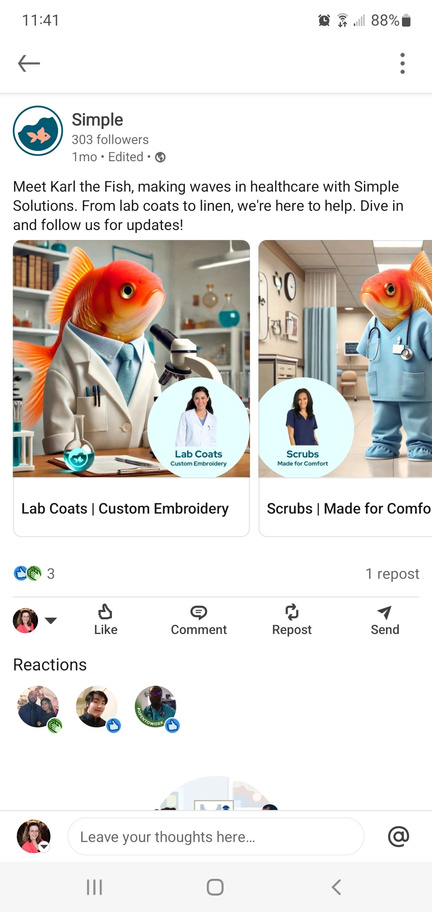 11:41
88%
Simple
303 followers
1mo • Edited •
Meet Karl the Fish, making waves in healthcare with Simple
Solutions. From lab coats to linen, we're here to help. Dive in
and follow us for updates!
Lab Coats
Custom Embroidery
Scrubs
Made for Comfort
Lab Coats | Custom Embroidery
Scrubs | Made for Comfo
3
1 repost
Like
Comment
Repost
Send
Reactions
Leave your thoughts here…
@